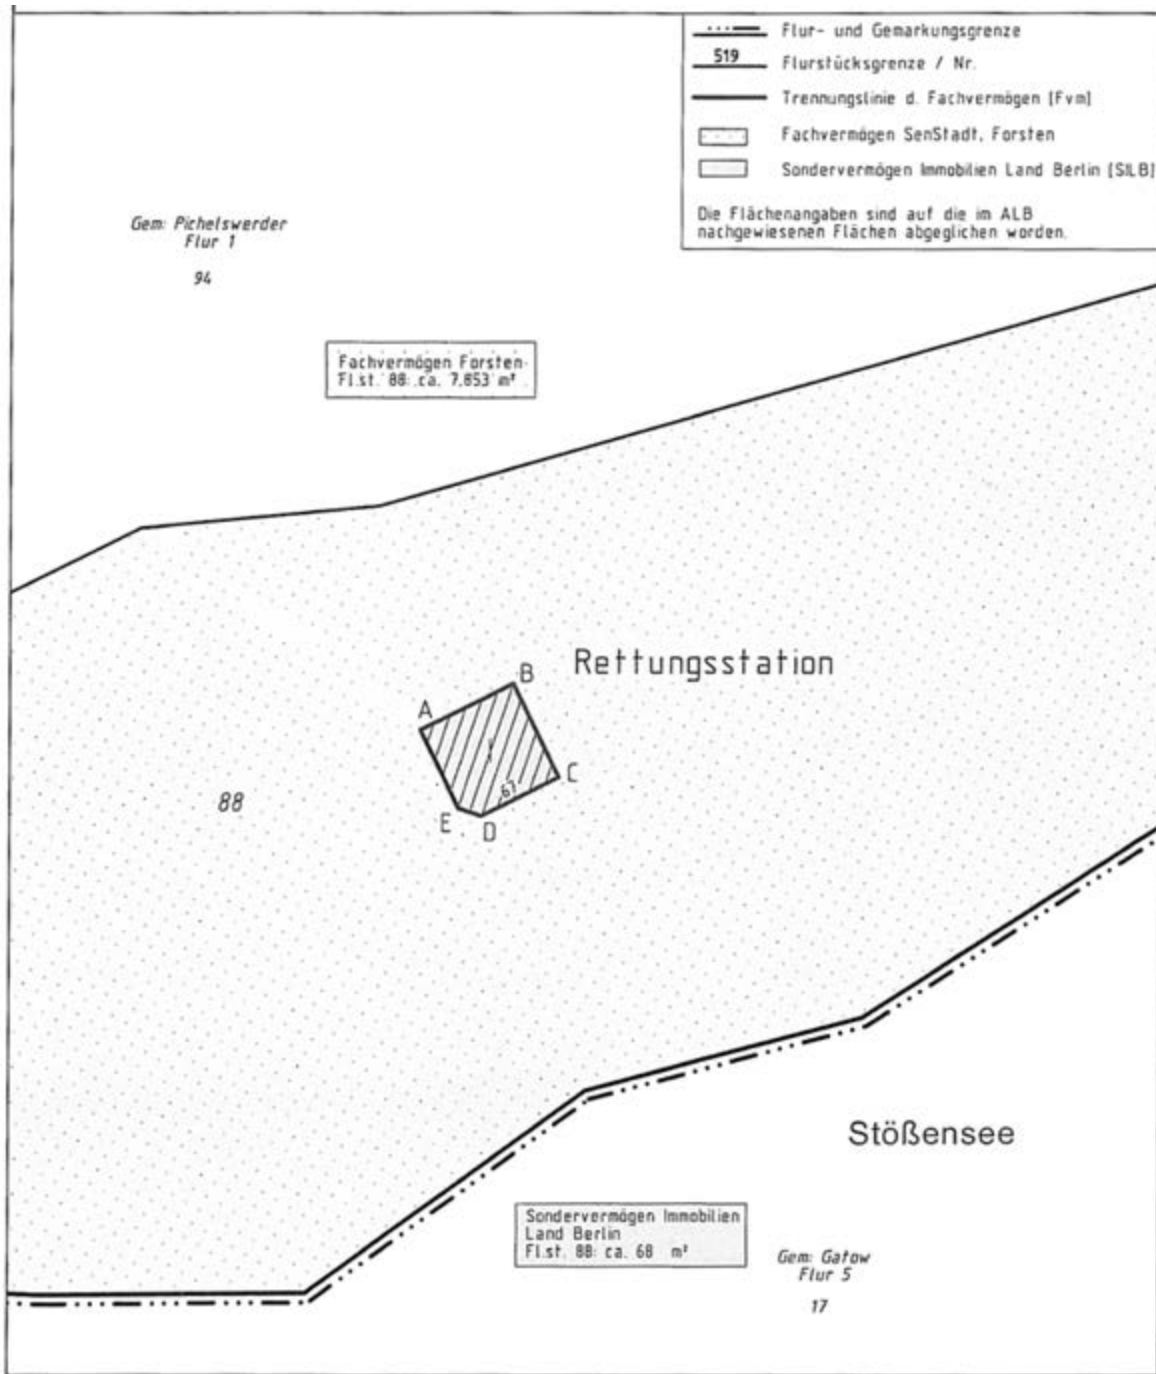 Flur- und Gemarkungsgrenze
519 Flurstücksgrenze / Nr.
Trennungslinie d. Fachvermögen [Fvm]
Fachvermögen SenStadt, Forsten
Sondervermögen Immobilien Land Berlin [SILB]
Die Flächenangaben sind auf die im ALB
nachgewiesenen Flächen abgeglichen worden.
Gem: Pichelswerder
Flur 1
94
Fachvermögen Forsten
Fl.st. 88: ca. 7.853 m²
Rettungsstation
A
B
C
D
E
I
67
88
Stößensee
Sondervermögen Immobilien
Land Berlin
Fl.st. 88: ca. 68 m²
Gem: Gatow
Flur 5
17